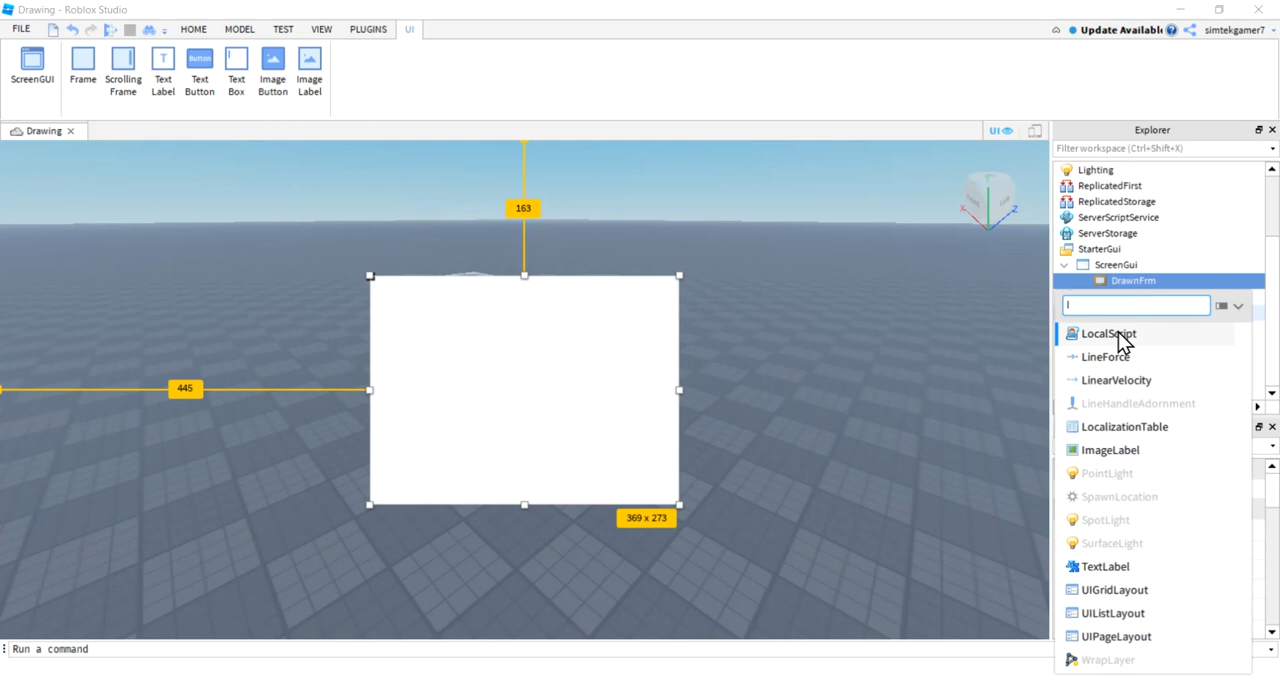 Drawing - Roblox Studio
FILE HOME MODEL TEST VIEW PLUGINS UI
Update Availabl simtekgamer7
ScreenGUI
Frame
Scrolling
Frame
T
Text
Label
Button
Text
Button
Text
Box
Image
Button
Image
Label
Drawing
UI
Explorer
Filter workspace (Ctrl+Shift+X)
Lighting
ReplicatedFirst
ReplicatedStorage
ServerScriptService
ServerStorage
StarterGui
ScreenGui
DrawnFrm
l
LocalScript
LineForce
LinearVelocity
LineHandleAdornment
LocalizationTable
ImageLabel
PointLight
SpawnLocation
SpotLight
SurfaceLight
TextLabel
UIGridLayout
UIListLayout
UIPageLayout
WrapLayer
163
445
369 x 273
X
Z
Run a command